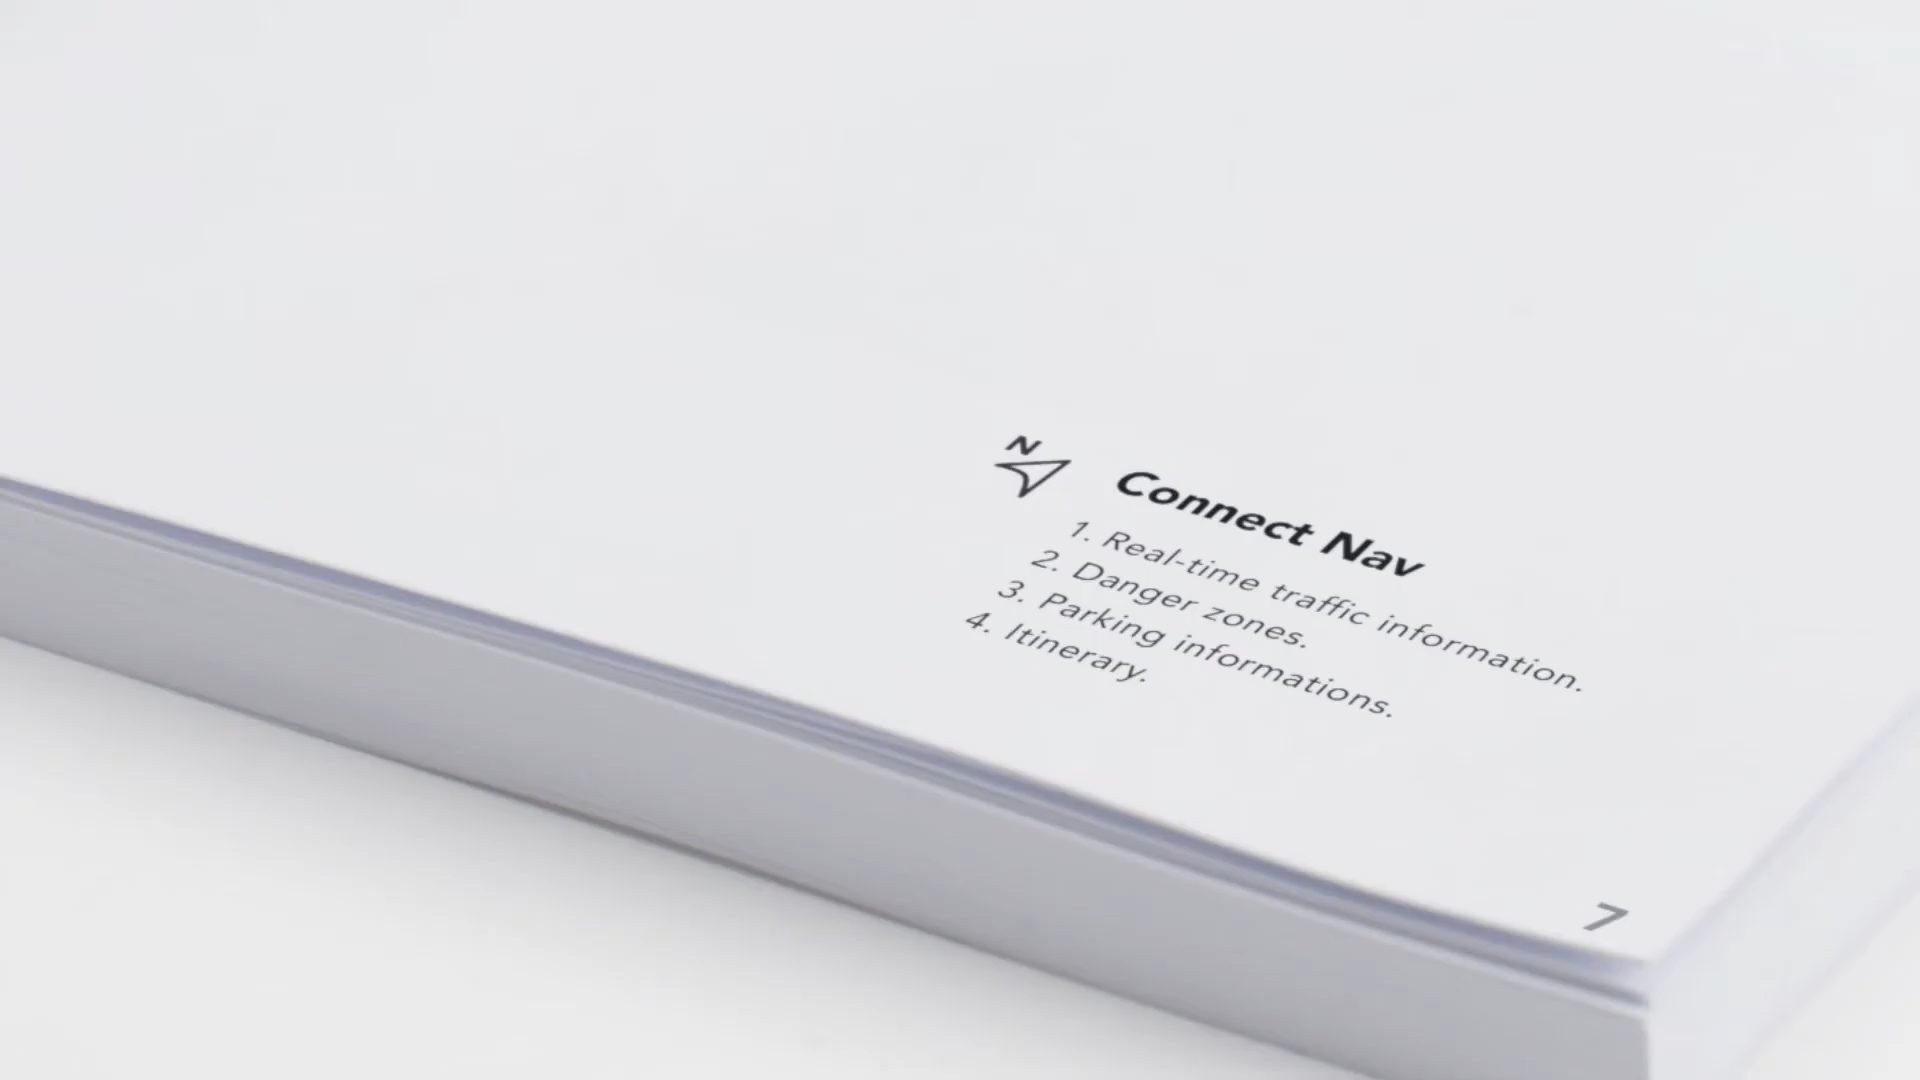 N
Connect Nav
1. Real-time traffic information.
2. Danger zones.
3. Parking informations.
4. Itinerary.
7